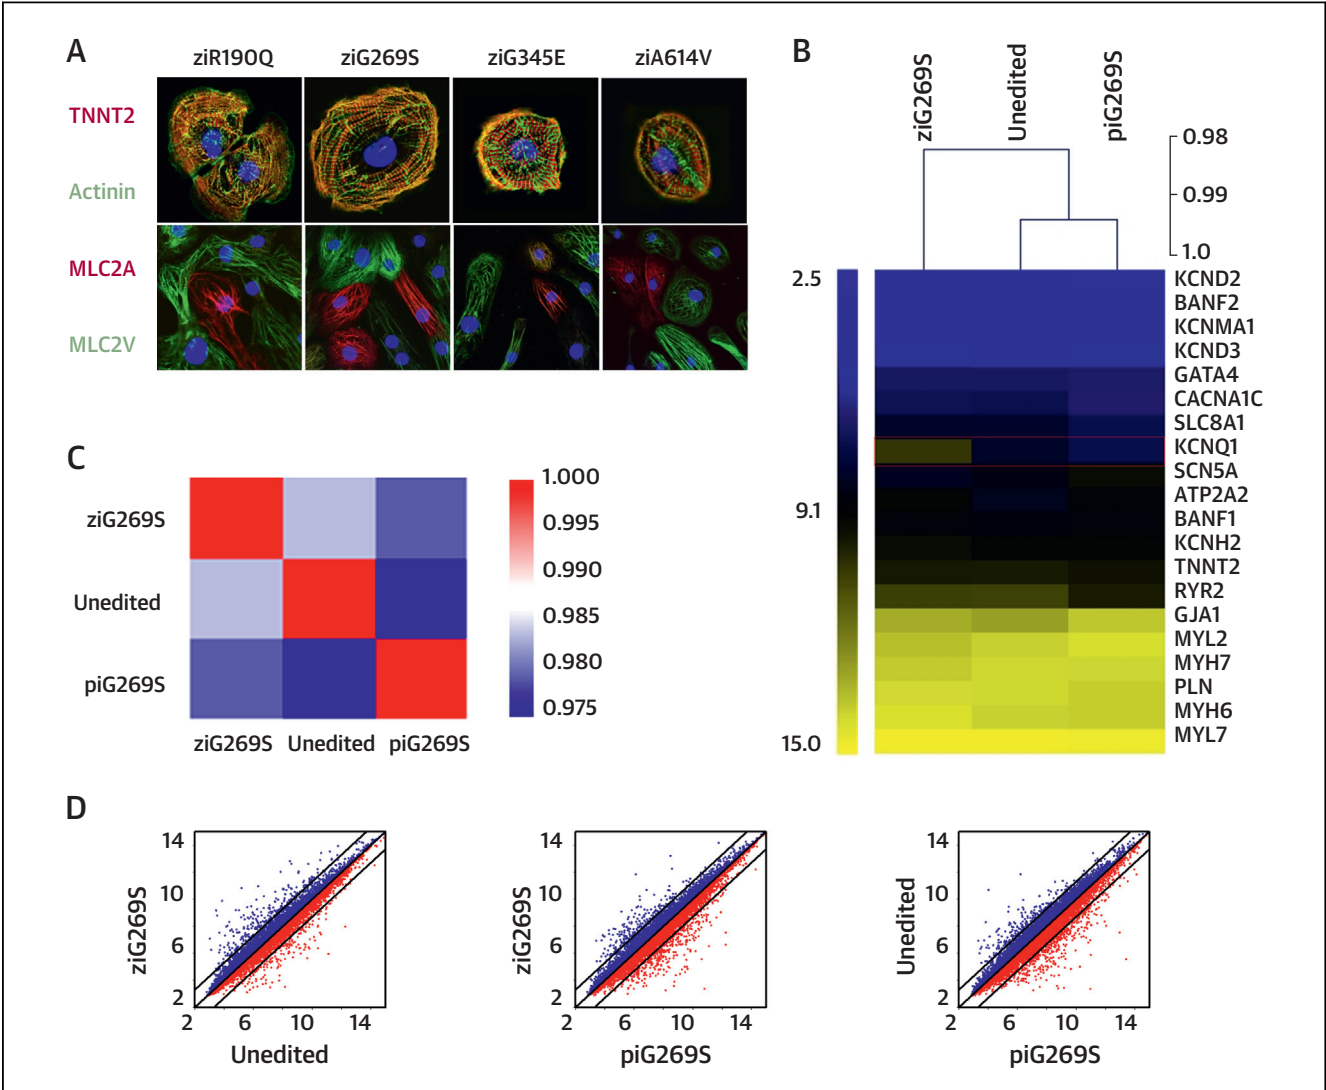 A
ziR190Q
ziG269S
ziG345E
ziA614V
TNNT2
Actinin
MLC2A
MLC2V
B
ziG269S
Unedited
piG269S
0.98
0.99
1.0
2.5
9.1
15.0
KCND2
BANF2
KCNMA1
KCND3
GATA4
CACNA1C
SLC8A1
KCNQ1
SCN5A
ATP2A2
BANF1
KCNH2
TNNT2
RYR2
GJA1
MYL2
MYH7
PLN
MYH6
MYL7
C
ziG269S
Unedited
piG269S
ziG269S
Unedited
piG269S
1.000
0.995
0.990
0.985
0.980
0.975
D
ziG269S
14
10
6
2
2
6
10
14
Unedited
ziG269S
14
10
6
2
2
6
10
14
piG269S
Unedited
14
10
6
2
2
6
10
14
piG269S